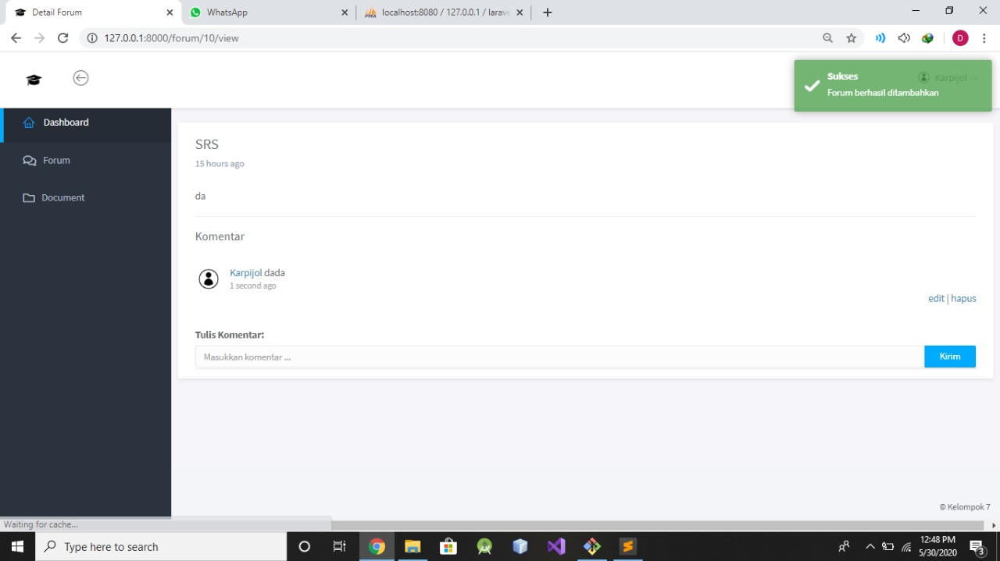 Detail Forum
WhatsApp
localhost:8080 / 127.0.0.1 / larave
127.0.0.1:8000/forum/10/view
D
Sukses
Karpijol
Forum berhasil ditambahkan
Dashboard
Forum
Document
SRS
15 hours ago
da
Komentar
Karpijol dada
1 second ago
edit | hapus
Tulis Komentar:
Masukkan komentar ...
Kirim
© Kelompok 7
Waiting for cache...
Type here to search
12:48 PM
5/30/2020
3